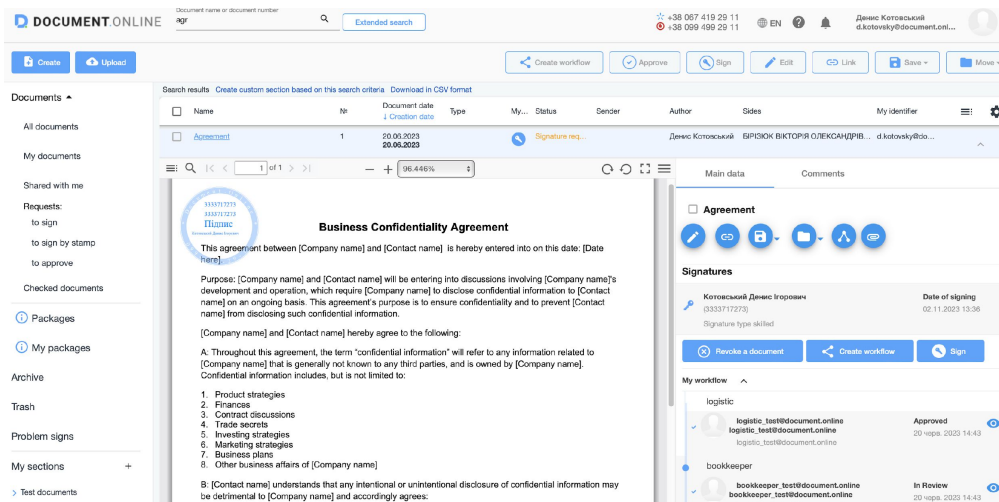 DOCUMENT.ONLINE
Document name or document number
agr
Extended search
+38 067 419 29 11
+38 099 499 29 11
EN
Денис Котовський
d.kotovsky@document.onl...
Create
Upload
Create workflow
Approve
Sign
Edit
Link
Save
Move
Documents
All documents
My documents
Shared with me
Requests:
to sign
to sign by stamp
to approve
Checked documents
Packages
My packages
Archive
Trash
Problem signs
My sections +
Test documents
Search results Create custom section based on this search criteria Download in CSV format
Name № Document date Type My... Status Sender Author Sides My identifier
↓ Creation date
Agreement 1 20.06.2023 Signature req... Денис Котовський БІРІЗЮК ВІКТОРІЯ ОЛЕКСАНДРІВ... d.kotovsky@do...
20.06.2023
1 of 1
96.446%
3333717273
3333717273
Підпис
Business Confidentiality Agreement
This agreement between [Company name] and [Contact name] is hereby entered into on this date: [Date
here].
Purpose: [Company name] and [Contact name] will be entering into discussions involving [Company name]'s
development and operation, which require [Company name] to disclose confidential information to [Contact
name] on an ongoing basis. This agreement's purpose is to ensure confidentiality and to prevent [Contact
name] from disclosing such confidential information.
[Company name] and [Contact name] hereby agree to the following:
A: Throughout this agreement, the term "confidential information" will refer to any information related to
[Company name] that is generally not known to any third parties, and is owned by [Company name].
Confidential information includes, but is not limited to:
1. Product strategies
2. Finances
3. Contract discussions
4. Trade secrets
5. Investing strategies
6. Marketing strategies
7. Business plans
8. Other business affairs of [Company name]
B: [Contact name] understands that any intentional or unintentional disclosure of confidential information may
be detrimental to [Company name] and accordingly agrees:
Main data Comments
Agreement
Signatures
Котовський Денис Ігорович
(3333717273)
Signature type skilled
Date of signing
02.11.2023 13:36
Revoke a document
Create workflow
Sign
My workflow
logistic
logistic_test@document.online Approved
logistic_test@document.online 20 черв. 2023 14:43
logistic_test@document.online
bookkeeper
bookkeeper_test@document.online In Review
bookkeeper_test@document.online 20 черв. 2023 14:43